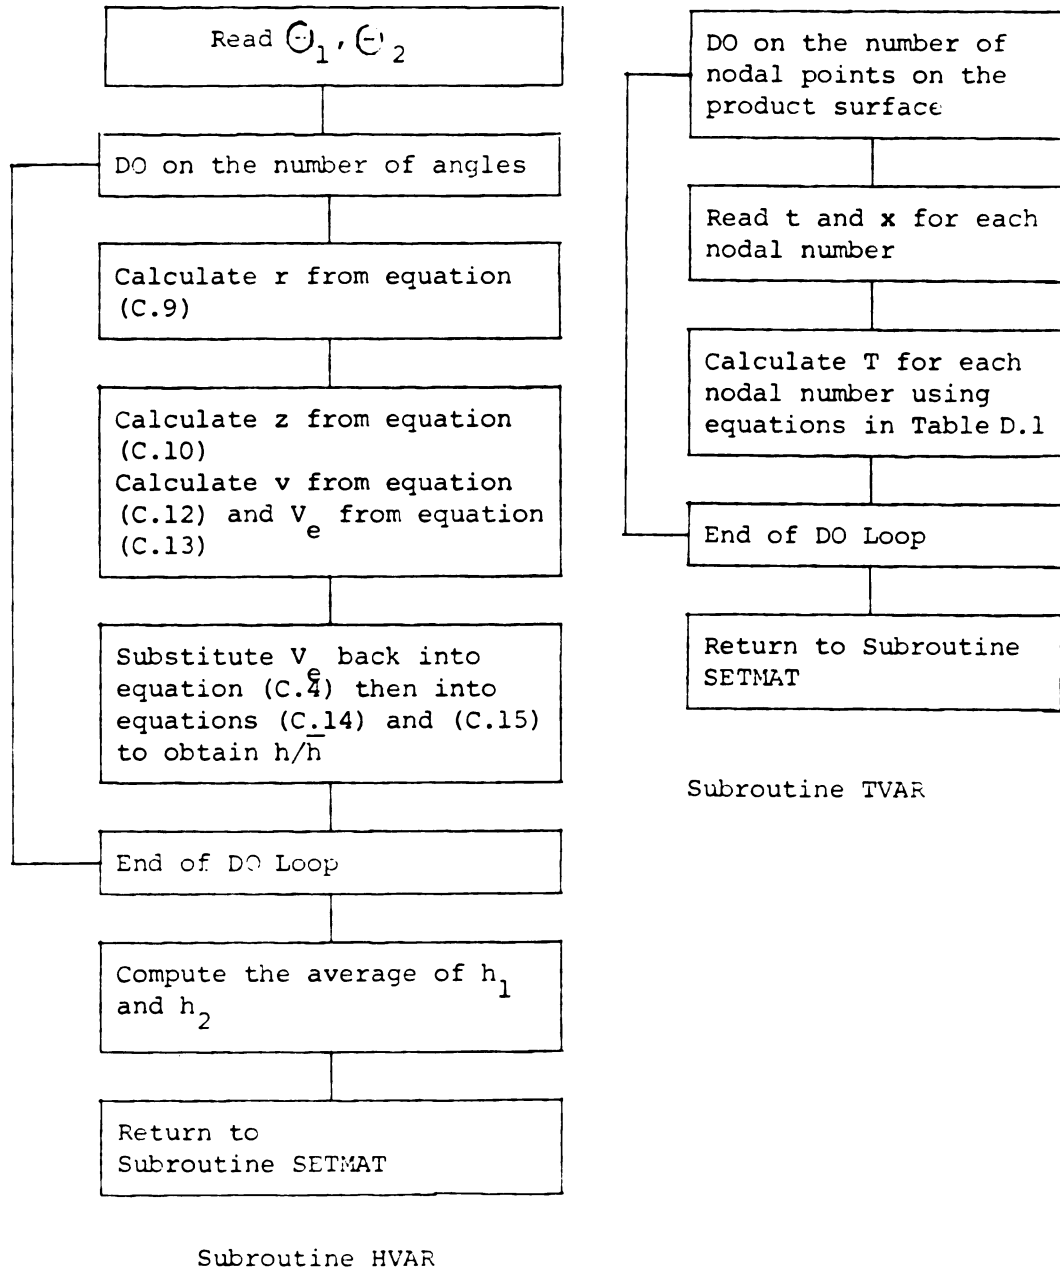 Read Θ₁, Θ₂
DO on the number of angles
Calculate r from equation
(C.9)
Calculate z from equation
(C.10)
Calculate v from equation
(C.12) and Vₑ from equation
(C.13)
Substitute Vₑ back into
equation (C.4) then into
equations (C.14) and (C.15)
to obtain h/h̅
End of DO Loop
Compute the average of h₁
and h₂
Return to
Subroutine SETMAT
Subroutine HVAR
DO on the number of
nodal points on the
product surface
Read t and x for each
nodal number
Calculate T for each
nodal number using
equations in Table D.1
End of DO Loop
Return to Subroutine
SETMAT
Subroutine TVAR